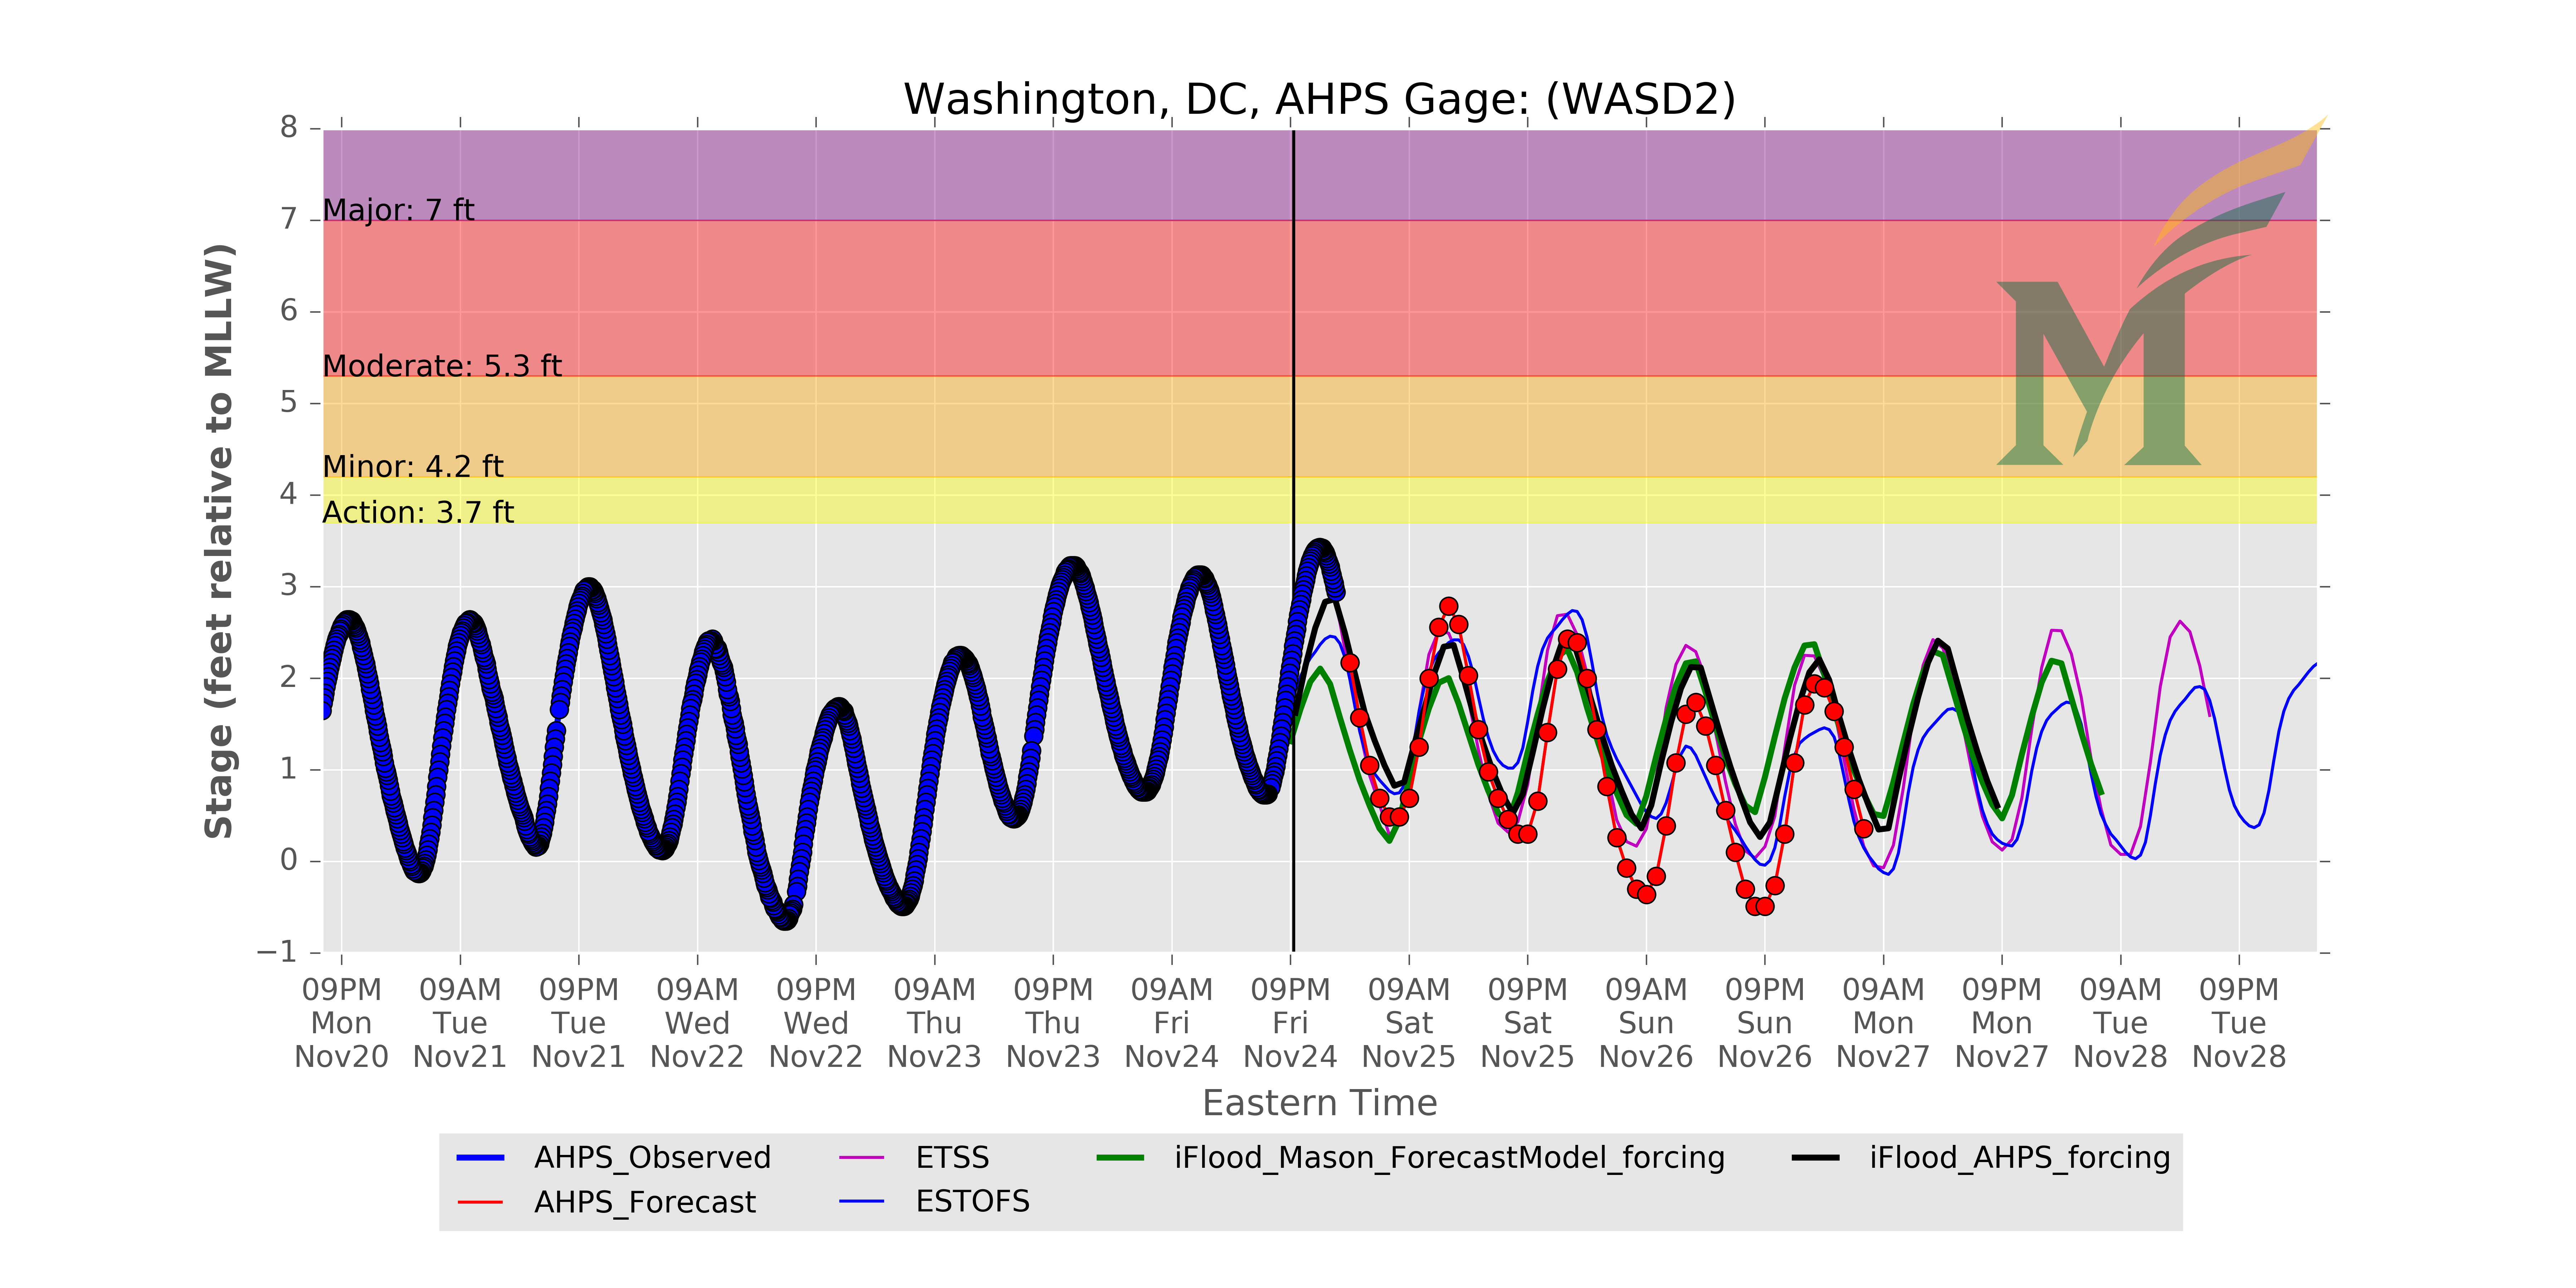 Washington, DC, AHPS Gage: (WASD2)
8
7
6
5
4
3
2
1
0
−1
Stage (feet relative to MLLW)
Major: 7 ft
Moderate: 5.3 ft
Minor: 4.2 ft
Action: 3.7 ft
M
09PM 09AM 09PM 09AM 09PM 09AM 09PM 09AM 09PM 09AM 09PM 09AM 09PM 09AM 09PM 09AM 09PM
Mon Tue Tue Wed Wed Thu Thu Fri Fri Sat Sat Sun Sun Mon Mon Tue Tue
Nov20 Nov21 Nov21 Nov22 Nov22 Nov23 Nov23 Nov24 Nov24 Nov25 Nov25 Nov26 Nov26 Nov27 Nov27 Nov28 Nov28
Eastern Time
AHPS_Observed ETSS iFlood_Mason_ForecastModel_forcing iFlood_AHPS_forcing
AHPS_Forecast ESTOFS